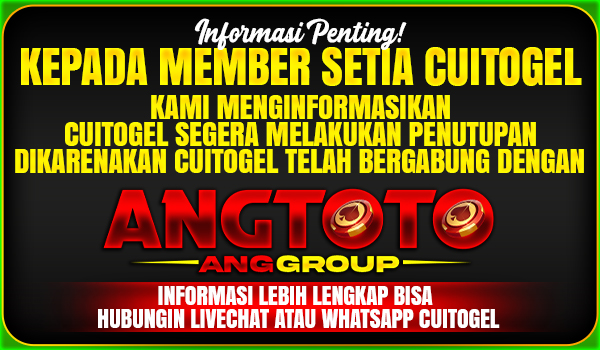 Informasi Penting!
KEPADA MEMBER SETIA CUITOGEL
KAMI MENGINFORMASIKAN
CUITOGEL SEGERA MELAKUKAN PENUTUPAN
DIKARENAKAN CUITOGEL TELAH BERGABUNG DENGAN
ANGTOTO
ANGGROUP
INFORMASI LEBIH LENGKAP BISA
HUBUNGIN LIVECHAT ATAU WHATSAPP CUITOGEL